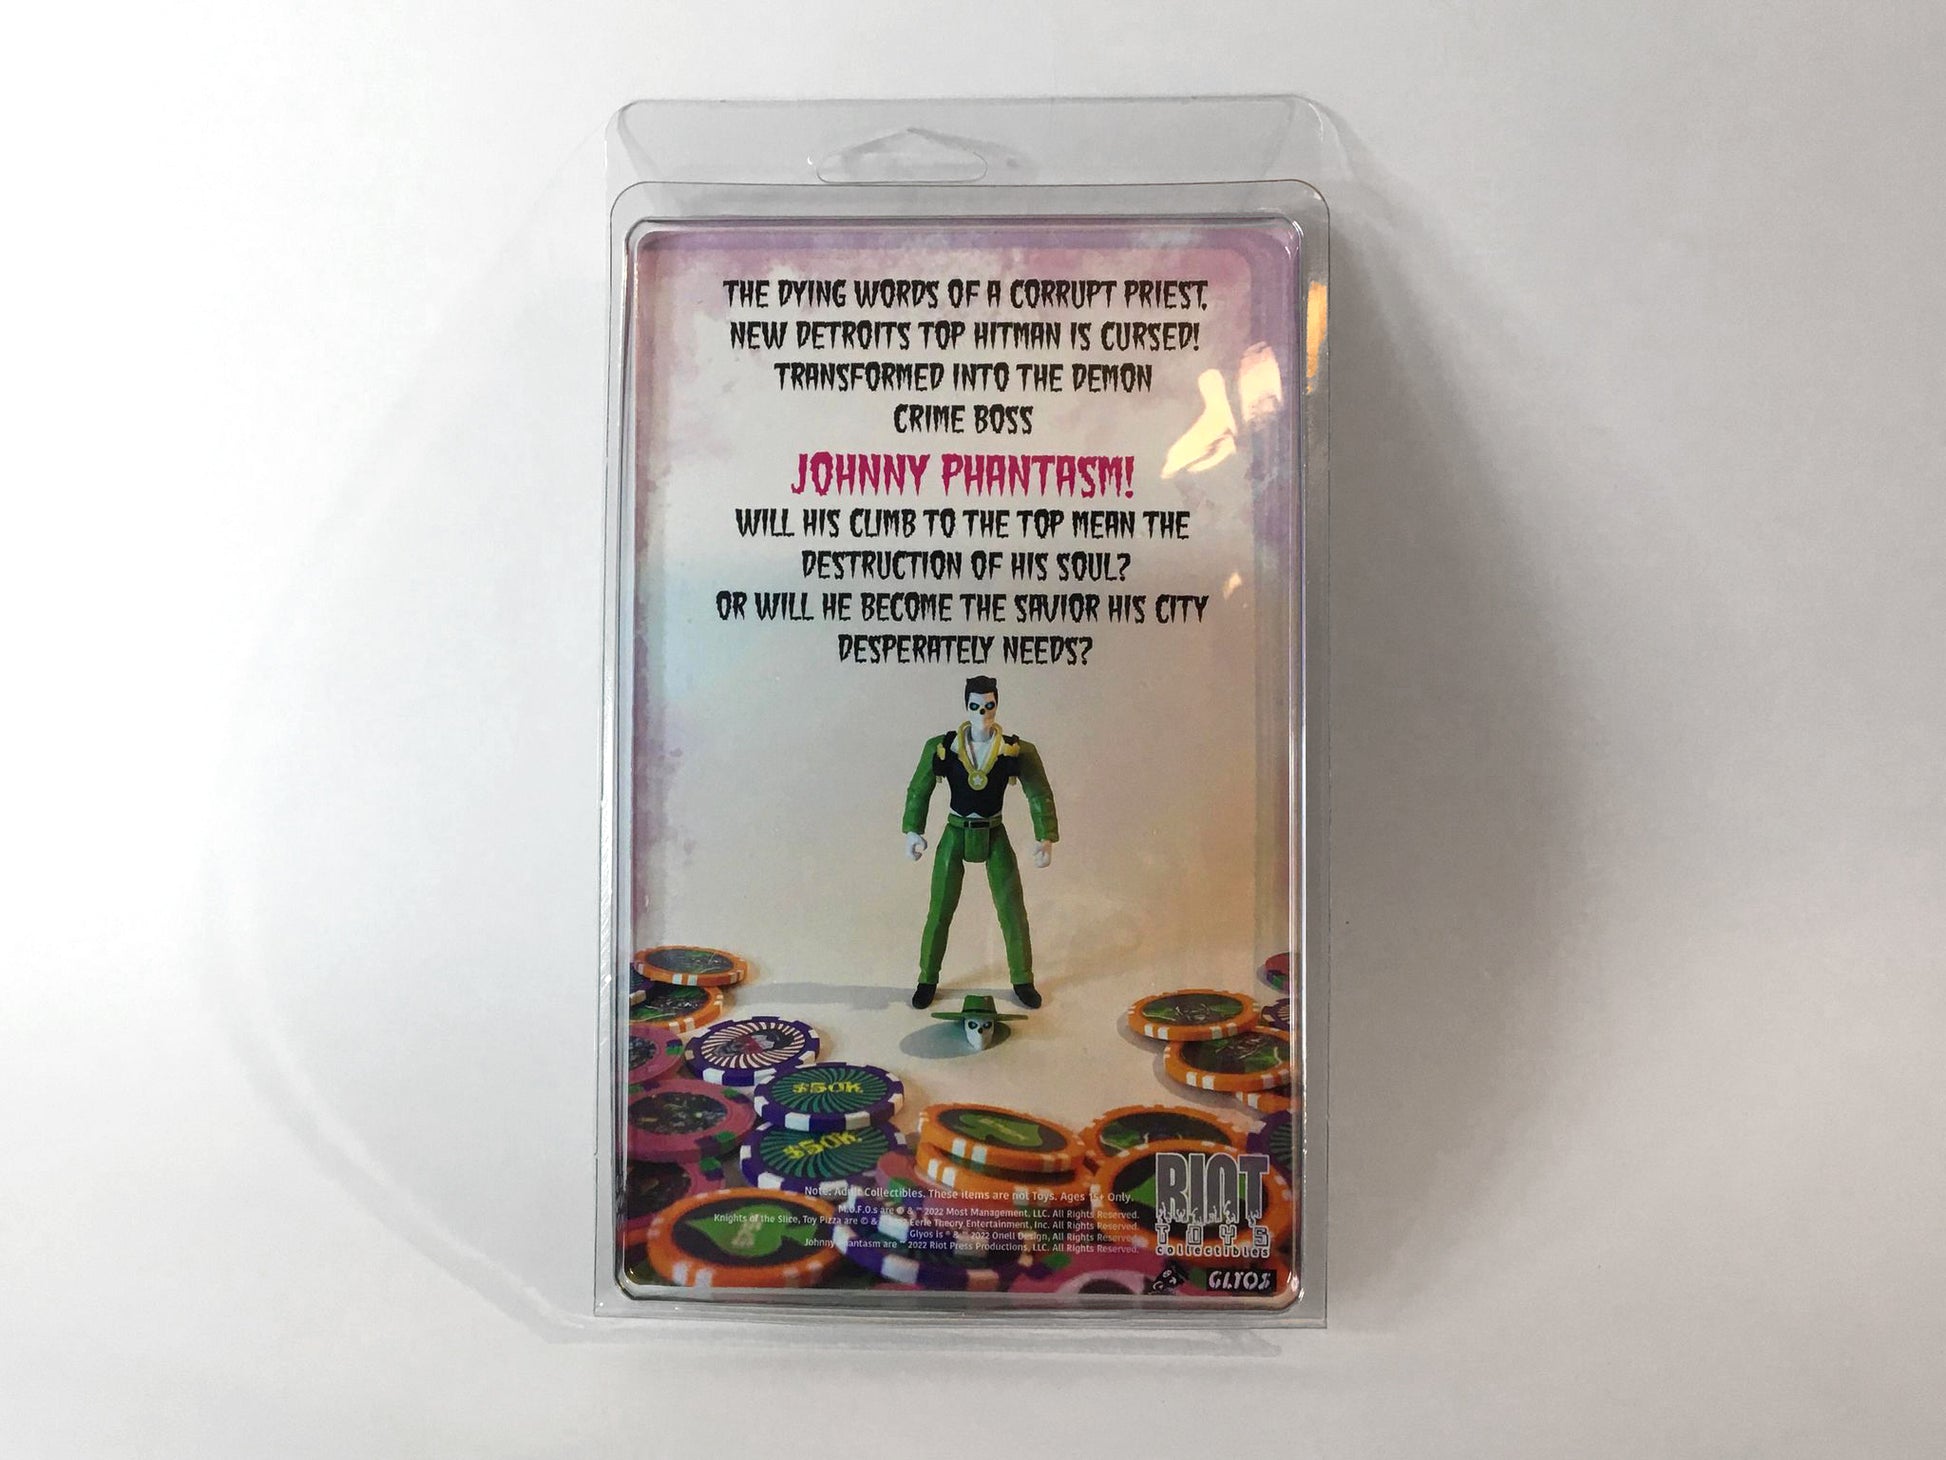 THE DYING WORDS OF A CORRUPT PRIEST.
NEW DETROITS TOP HITMAN IS CURSED!
TRANSFORMED INTO THE DEMON
CRIME BOSS
JOHNNY PHANTASM!
WILL HIS CLIMB TO THE TOP MEAN THE
DESTRUCTION OF HIS SOUL?
OR WILL HE BECOME THE SAVIOR HIS CITY
DESPERATELY NEEDS?
$50K
$50K
Note: Adult Collectibles. These items are not Toys. Ages 15+ Only.
M.O.F.O.s are ® & ™ 2022 Most Management. LLC. All Rights Reserved.
Knights of the Slice, Toy Pizza are © & 2022 Eerie Theory Entertainment, Inc. All Rights Reserved.
Glyos is ® & ™ 2022 Onell Design, All Rights Reserved.
Johnny Phantasm are ™ 2022 Riot Press Productions, LLC. All Rights Reserved.
RIOT
TOYS
collectibles
GLYOS